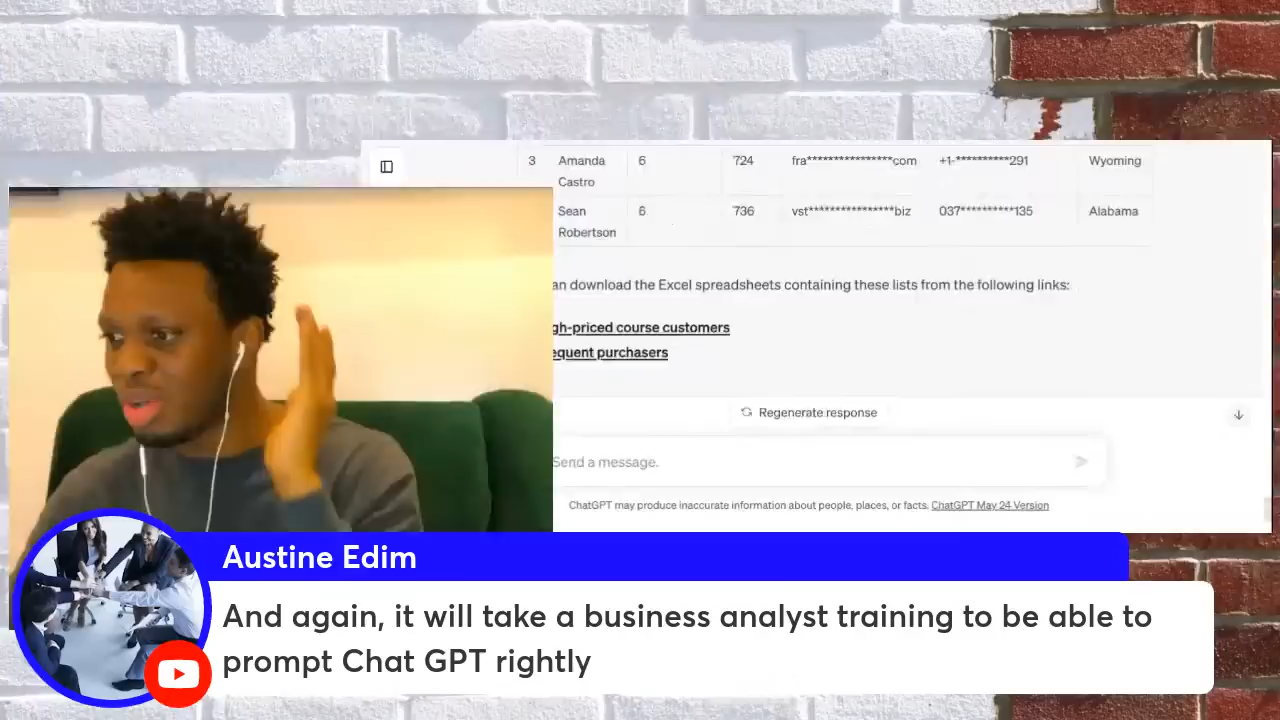 3 Amanda Castro 6 724 fra****************com +1-**********291 Wyoming
Sean Robertson 6 736 vst****************biz 037**********135 Alabama
an download the Excel spreadsheets containing these lists from the following links:
gh-priced course customers
equent purchasers
Regenerate response
Send a message.
ChatGPT may produce inaccurate information about people, places, or facts. ChatGPT May 24 Version
Austine Edim
And again, it will take a business analyst training to be able to
prompt Chat GPT rightly